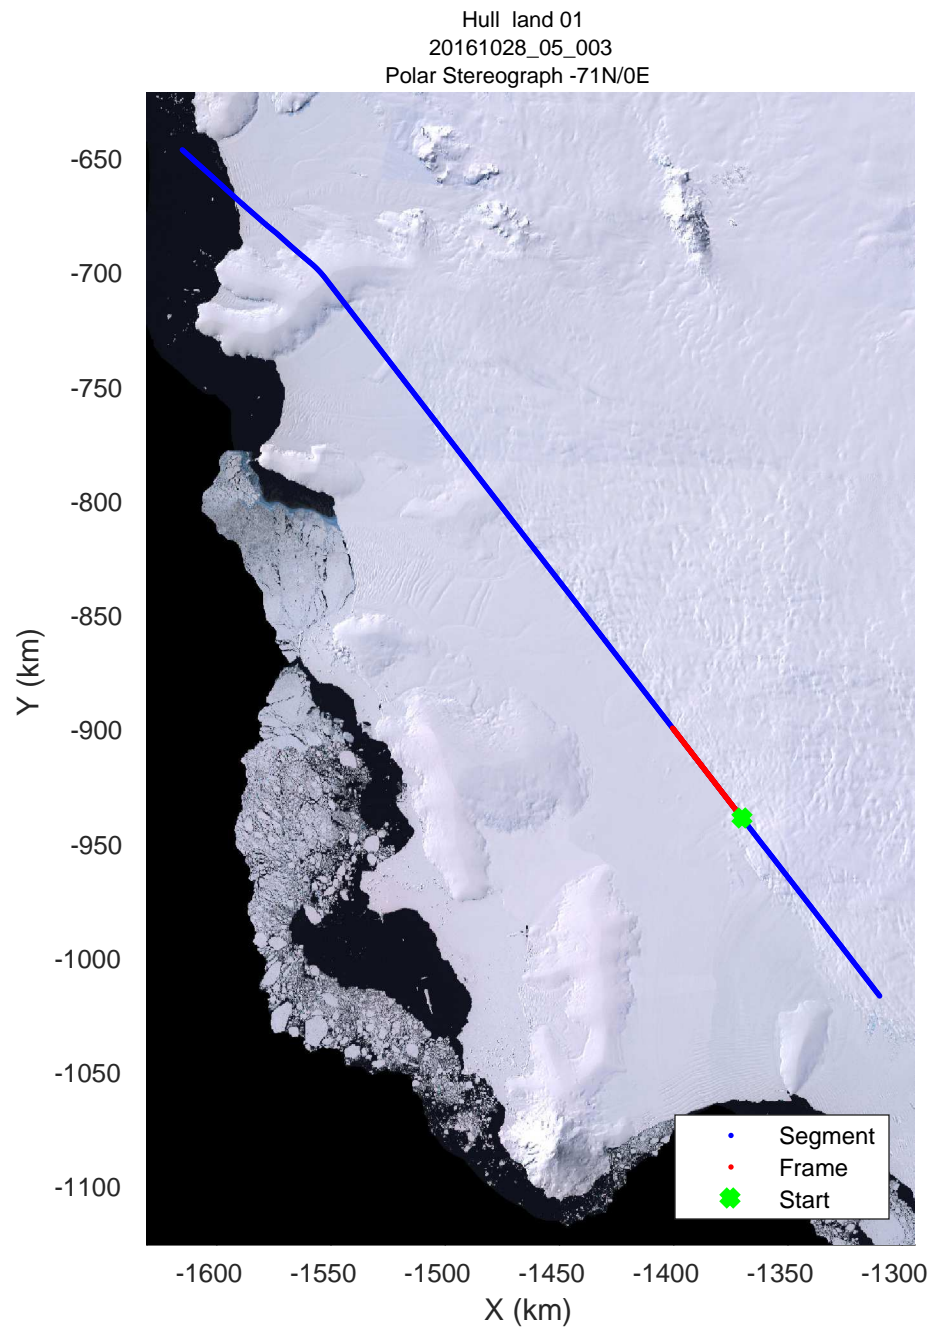 Hull  land 01
20161028_05_003
Polar Stereograph -71N/0E
-650
-700
-750
-800
-850
-900
-950
-1000
-1050
-1100
Y (km)
Segment
Frame
Start
-1600 -1550 -1500 -1450 -1400 -1350 -1300
X (km)